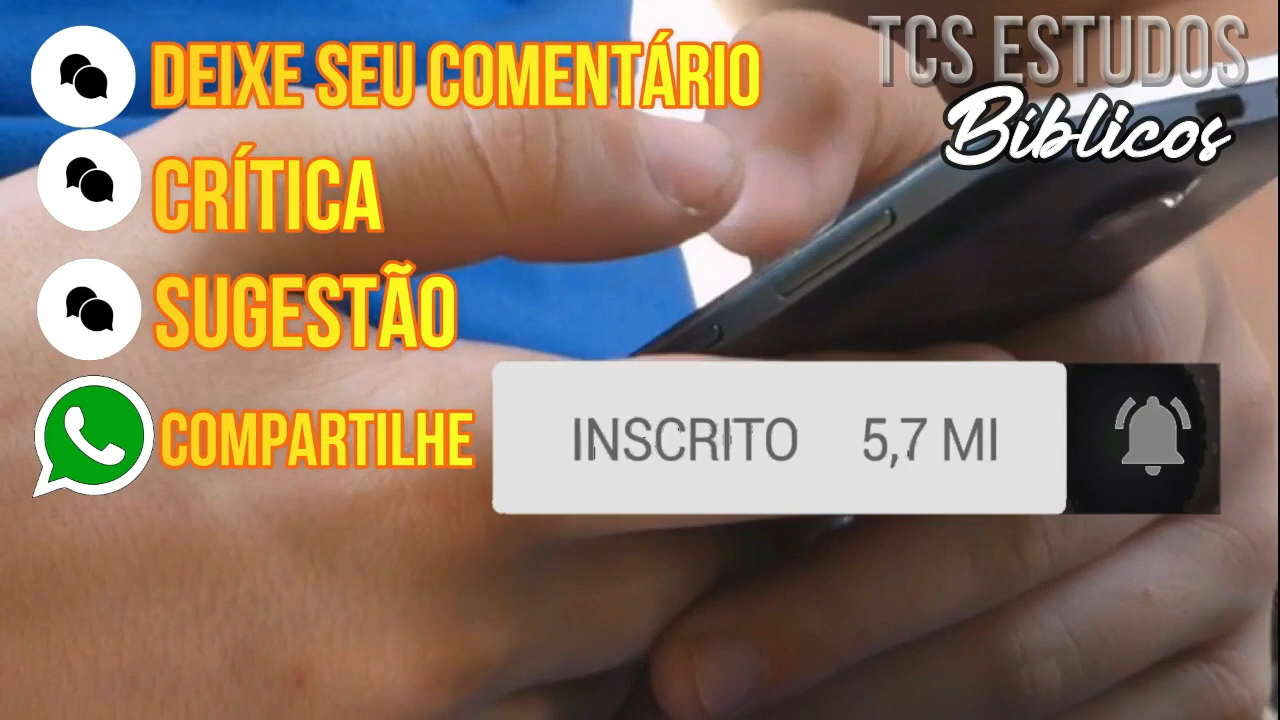 TCS ESTUDOS
Bíblicos
DEIXE SEU COMENTÁRIO
CRÍTICA
SUGESTÃO
COMPARTILHE
INSCRITO 5,7 MI